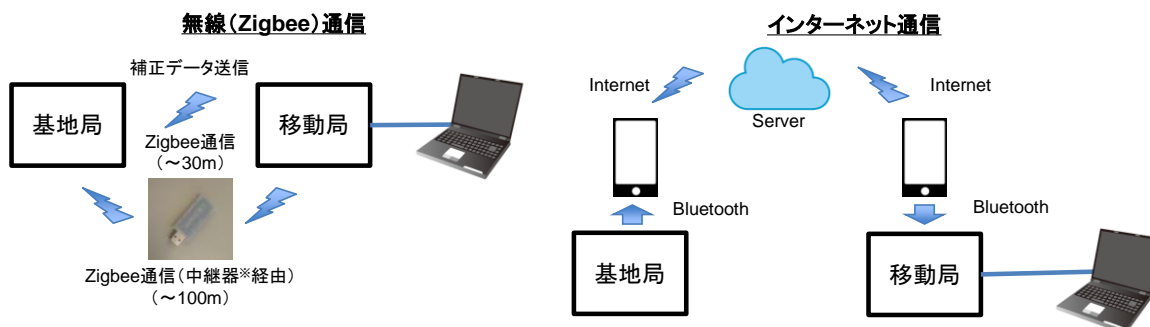 無線(Zigbee)通信
補正データ送信
基地局
移動局
Zigbee通信
(～30m)
Zigbee通信(中継器※経由)
(～100m)
インターネット通信
Internet
Internet
Server
Bluetooth
Bluetooth
基地局
移動局